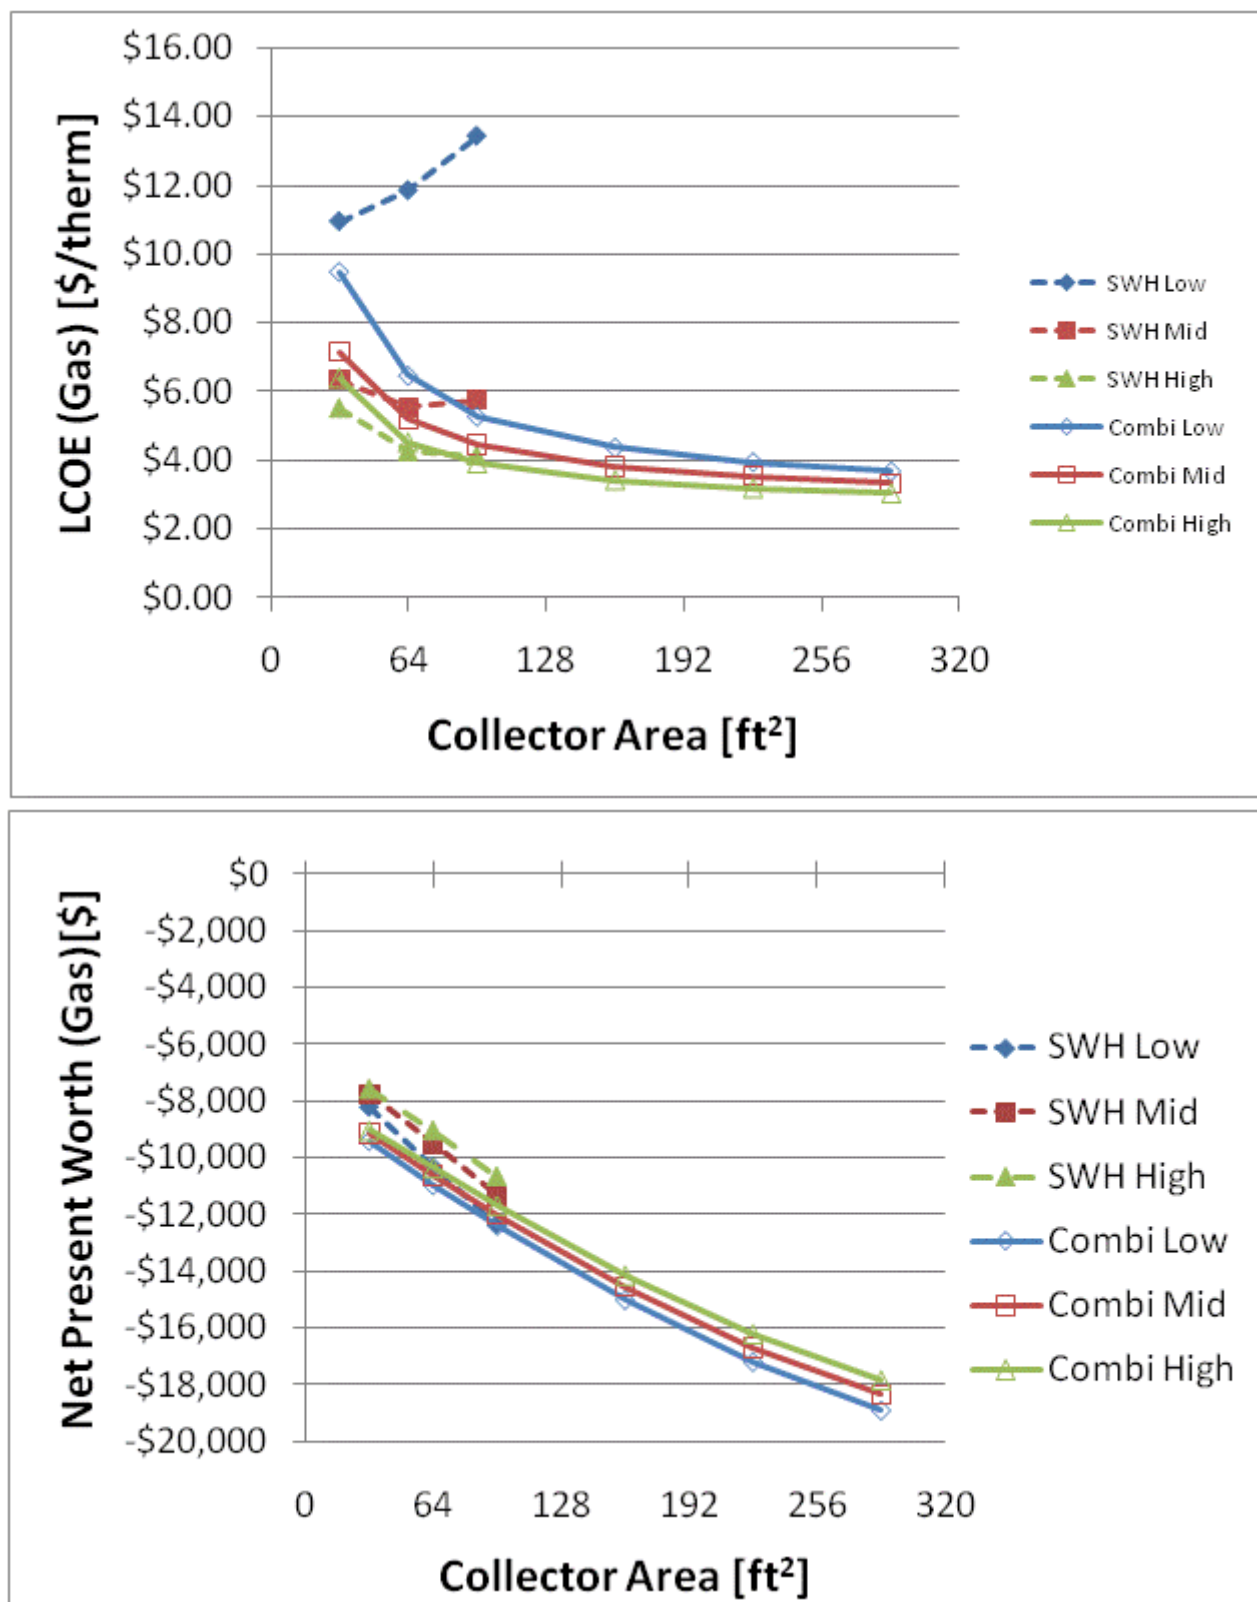 $16.00
$14.00
$12.00
$10.00
$8.00
$6.00
$4.00
$2.00
$0.00
LCOE (Gas) [$/therm]
0 64 128 192 256 320
Collector Area [ft²]
SWH Low
SWH Mid
SWH High
Combi Low
Combi Mid
Combi High
$0
-$2,000
-$4,000
-$6,000
-$8,000
-$10,000
-$12,000
-$14,000
-$16,000
-$18,000
-$20,000
Net Present Worth (Gas)[$]
0 64 128 192 256 320
Collector Area [ft²]
SWH Low
SWH Mid
SWH High
Combi Low
Combi Mid
Combi High